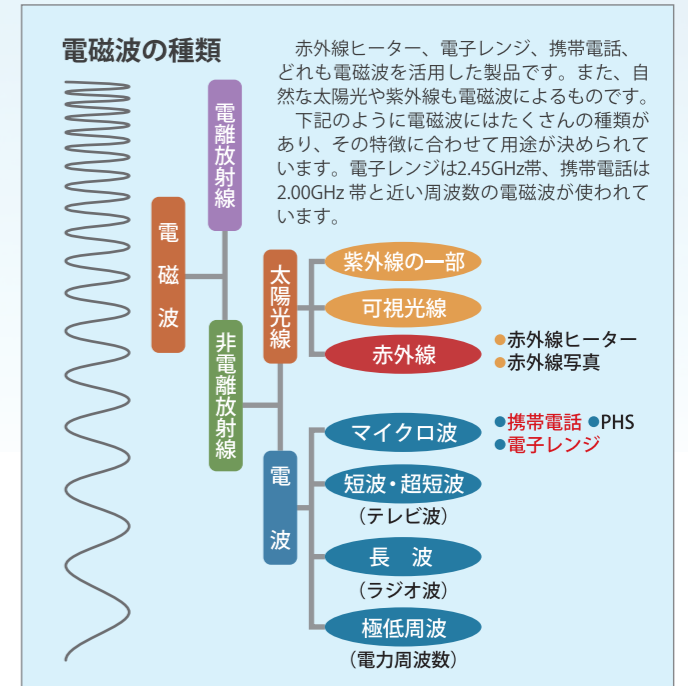 電磁波の種類
　赤外線ヒーター、電子レンジ、携帯電話、
どれも電磁波を活用した製品です。また、自
然な太陽光や紫外線も電磁波によるものです。
　下記のように電磁波にはたくさんの種類が
あり、その特徴に合わせて用途が決められて
います。電子レンジは2.45GHz帯、携帯電話は
2.00GHz 帯と近い周波数の電磁波が使われて
います。
電磁波
電離放射線
非電離放射線
太陽光線
紫外線の一部
可視光線
赤外線
●赤外線ヒーター
●赤外線写真
電　波
マイクロ波
●携帯電話 ●PHS
●電子レンジ
短波・超短波
（テレビ波）
長　波
（ラジオ波）
極低周波
（電力周波数）